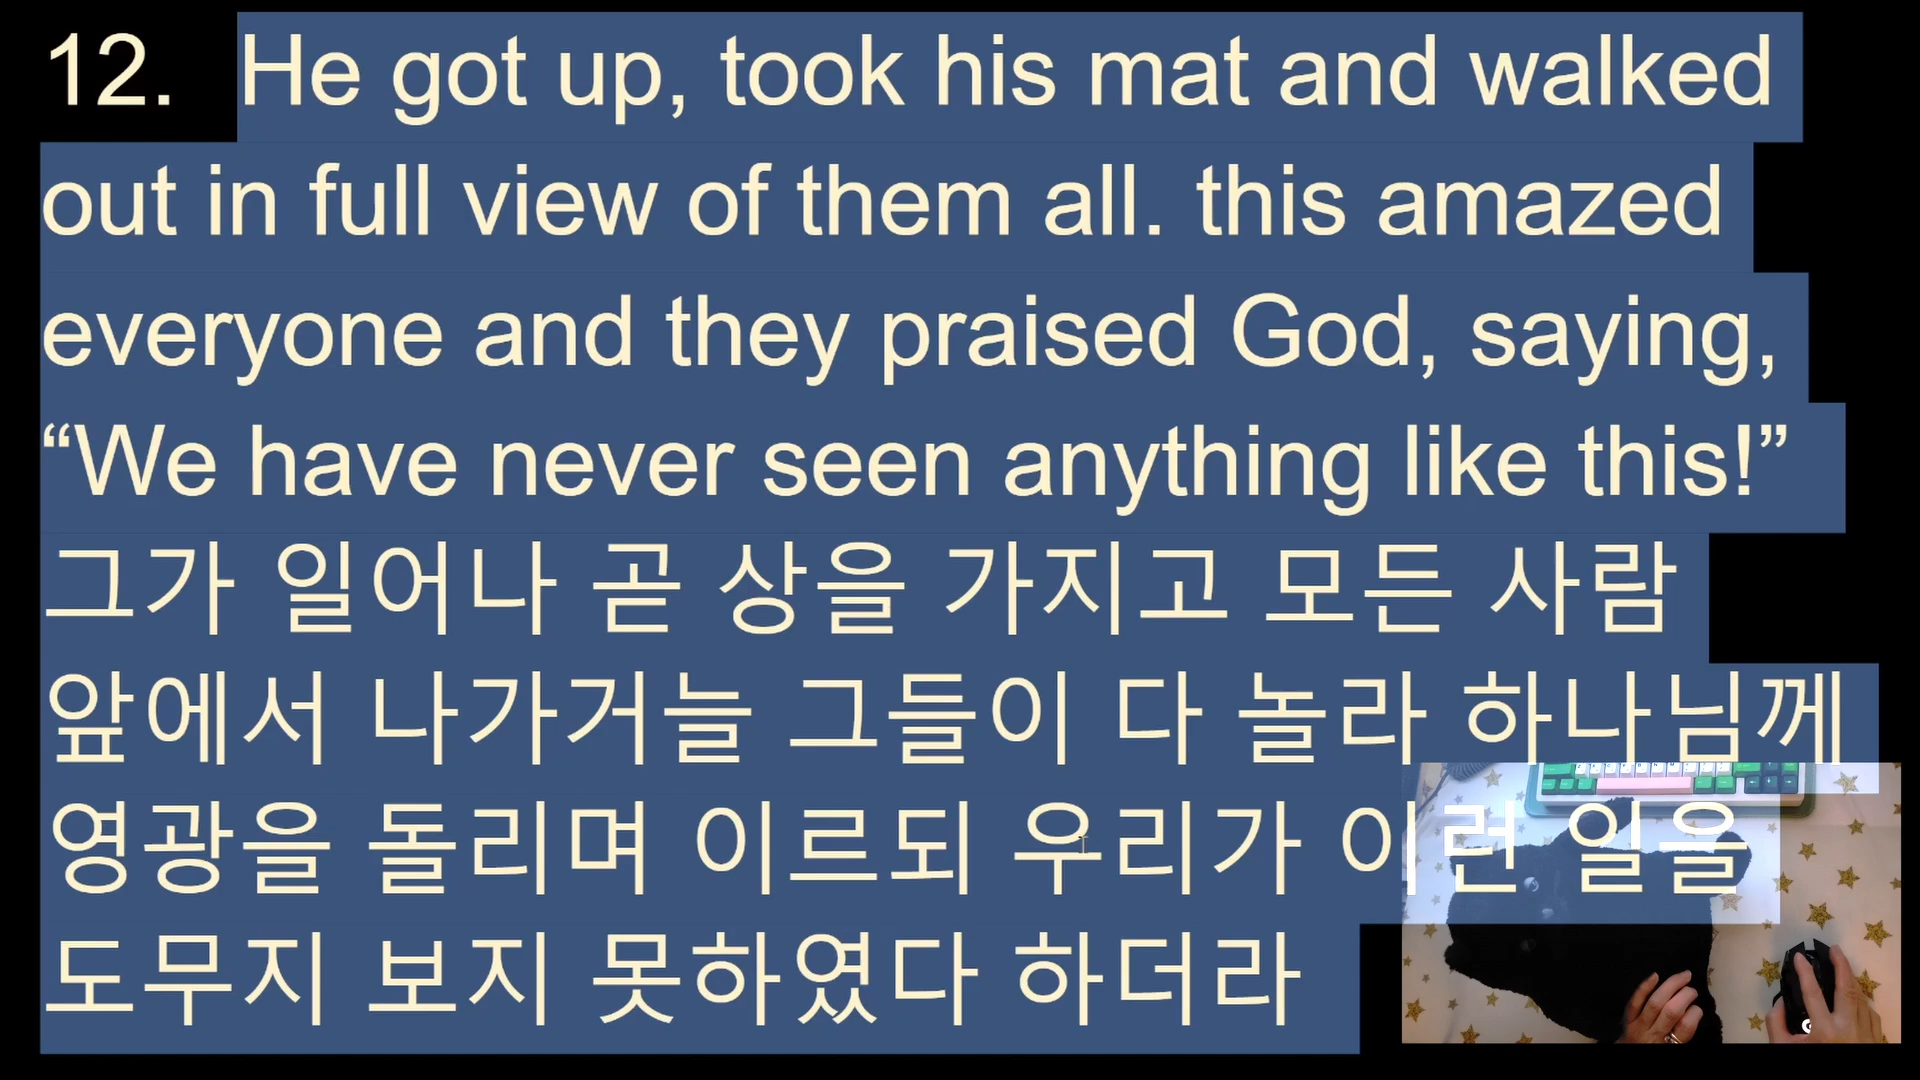 12. He got up, took his mat and walked
out in full view of them all. this amazed
everyone and they praised God, saying,
“We have never seen anything like this!”
그가 일어나 곧 상을 가지고 모든 사람
앞에서 나가거늘 그들이 다 놀라 하나님께
영광을 돌리며 이르되 우리가 이런 일을
도무지 보지 못하였다 하더라